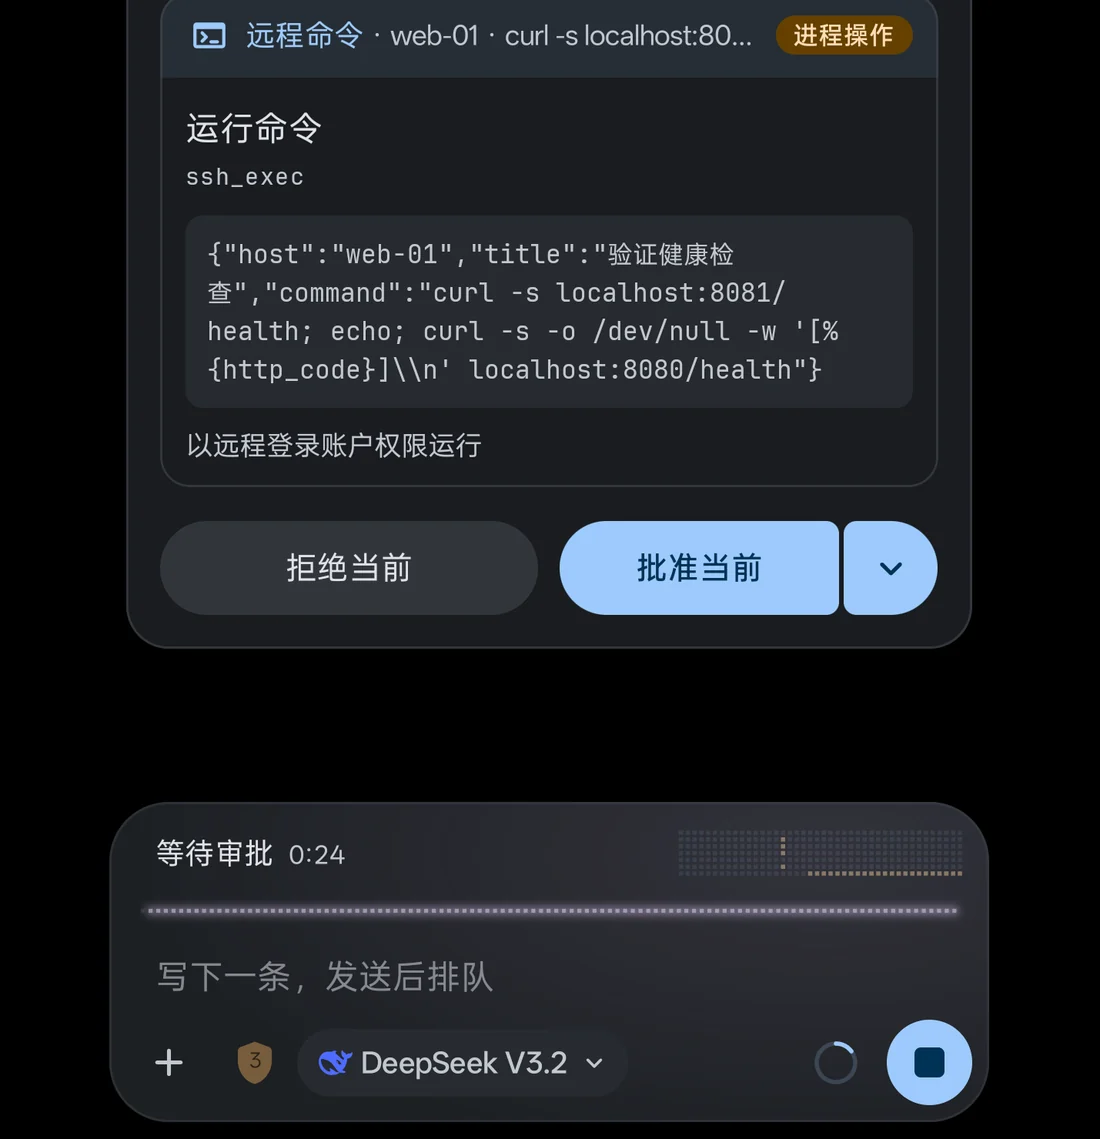 远程命令 · web-01 · curl -s localhost:80... 进程操作
运行命令
ssh_exec
{"host":"web-01","title":"验证健康检
查","command":"curl -s localhost:8081/
health; echo; curl -s -o /dev/null -w '[%
{http_code}]\\n' localhost:8080/health"}
以远程登录账户权限运行
拒绝当前 批准当前
等待审批 0:24
写下一条，发送后排队
3 DeepSeek V3.2